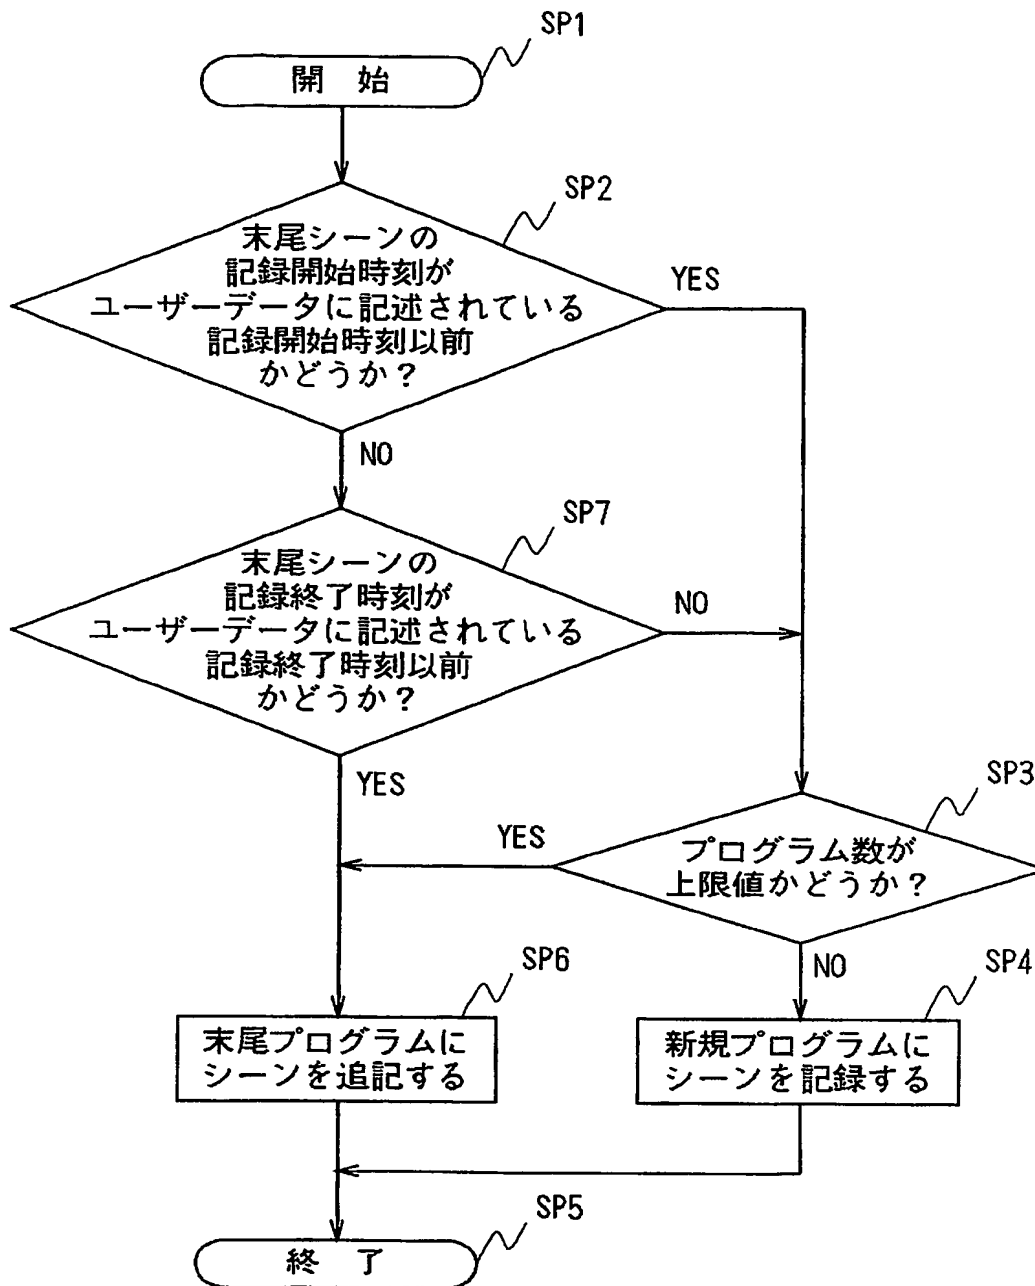 SP1
開 始
SP2
末尾シーンの
記録開始時刻が
ユーザーデータに記述されている
記録開始時刻以前
かどうか？
YES
NO
SP7
末尾シーンの
記録終了時刻が
ユーザーデータに記述されている
記録終了時刻以前
かどうか？
NO
YES
SP3
プログラム数が
上限値かどうか？
YES
NO
SP6
末尾プログラムに
シーンを追記する
SP4
新規プログラムに
シーンを記録する
SP5
終 了